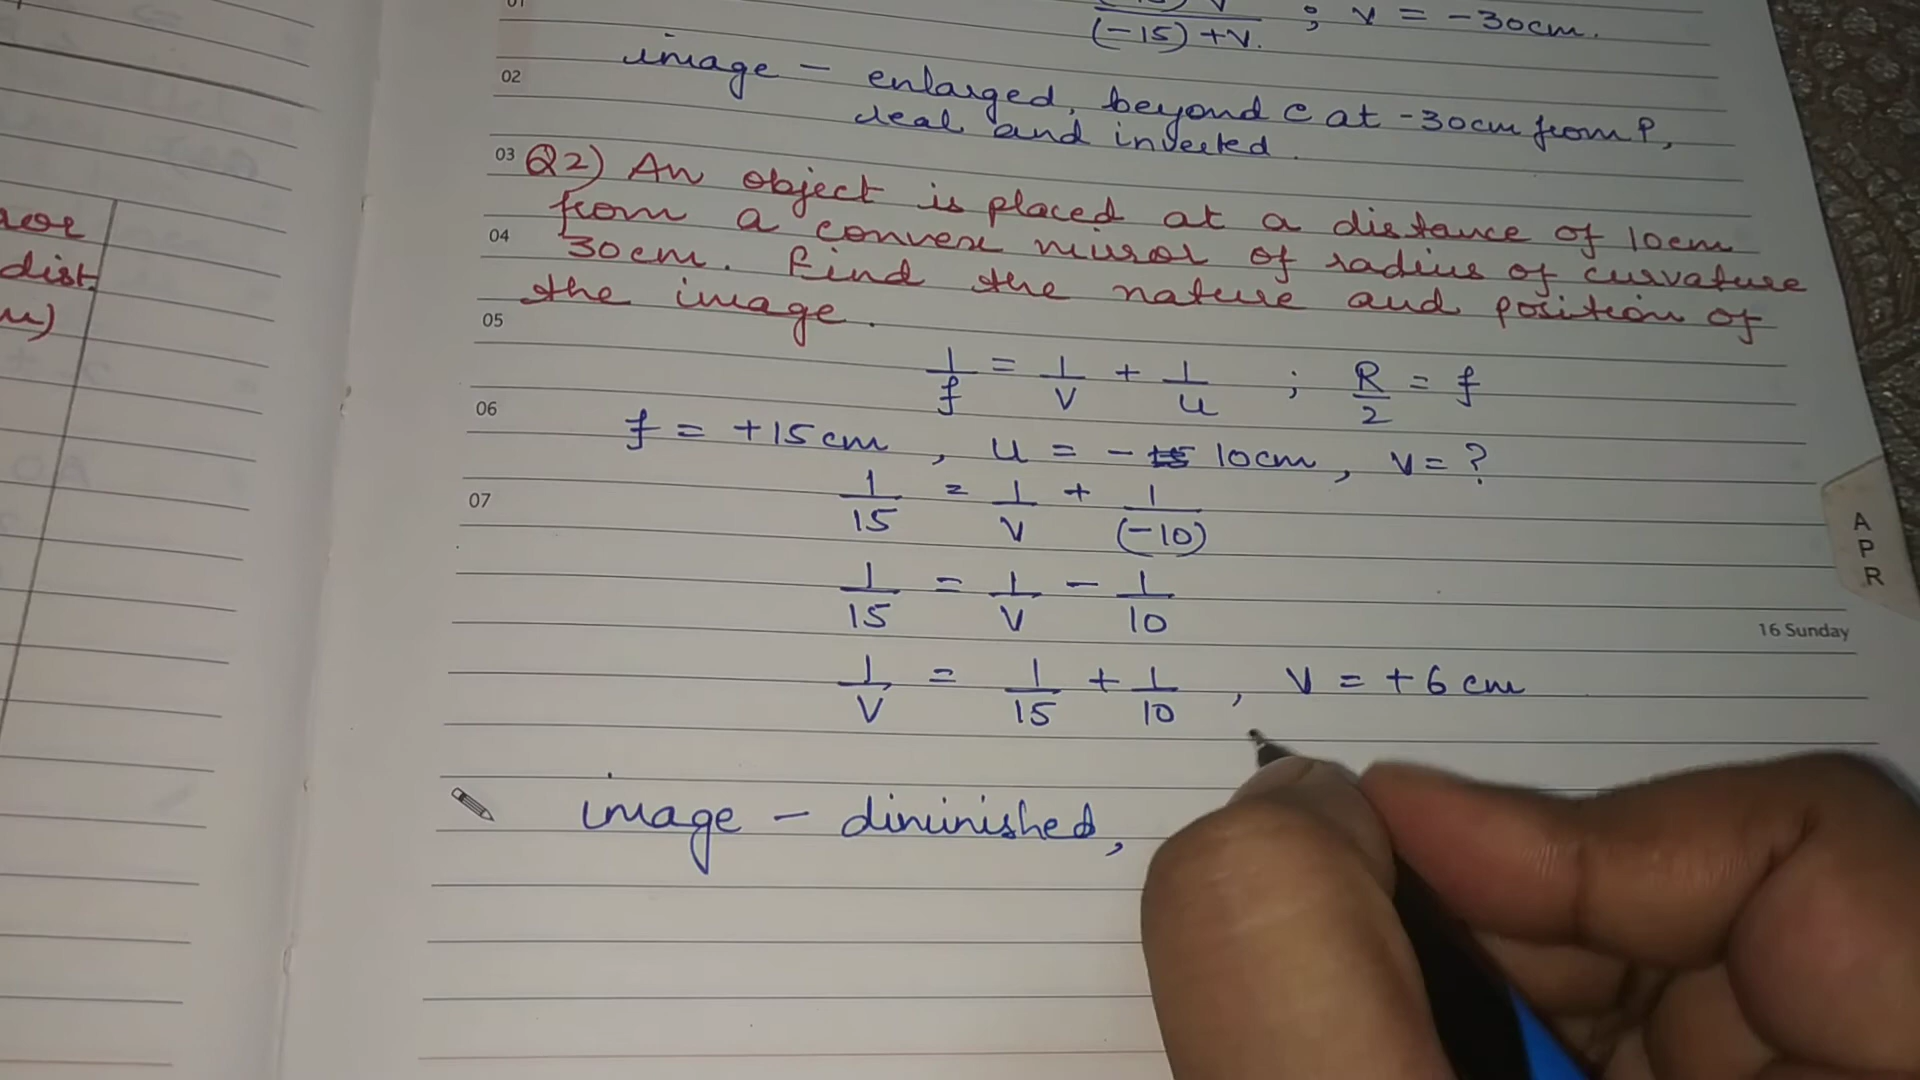 01
(-15) + V. ; V = -30cm.
02 image - enlarged, beyond C at -30cm from P,
real and inverted.
03 Q2) An object is placed at a distance of 10cm
from a convex mirror of radius of curvature
04 30cm. Find the nature and position of
the image.
05
1/f = 1/V + 1/u ; R/2 = f
06 f = +15cm, u = - 10cm, V = ?
07 1/15 = 1/V + 1/(-10)
1/15 = 1/V - 1/10
1/V = 1/15 + 1/10, V = +6 cm
image - diminished,
dist.
APR
16 Sunday